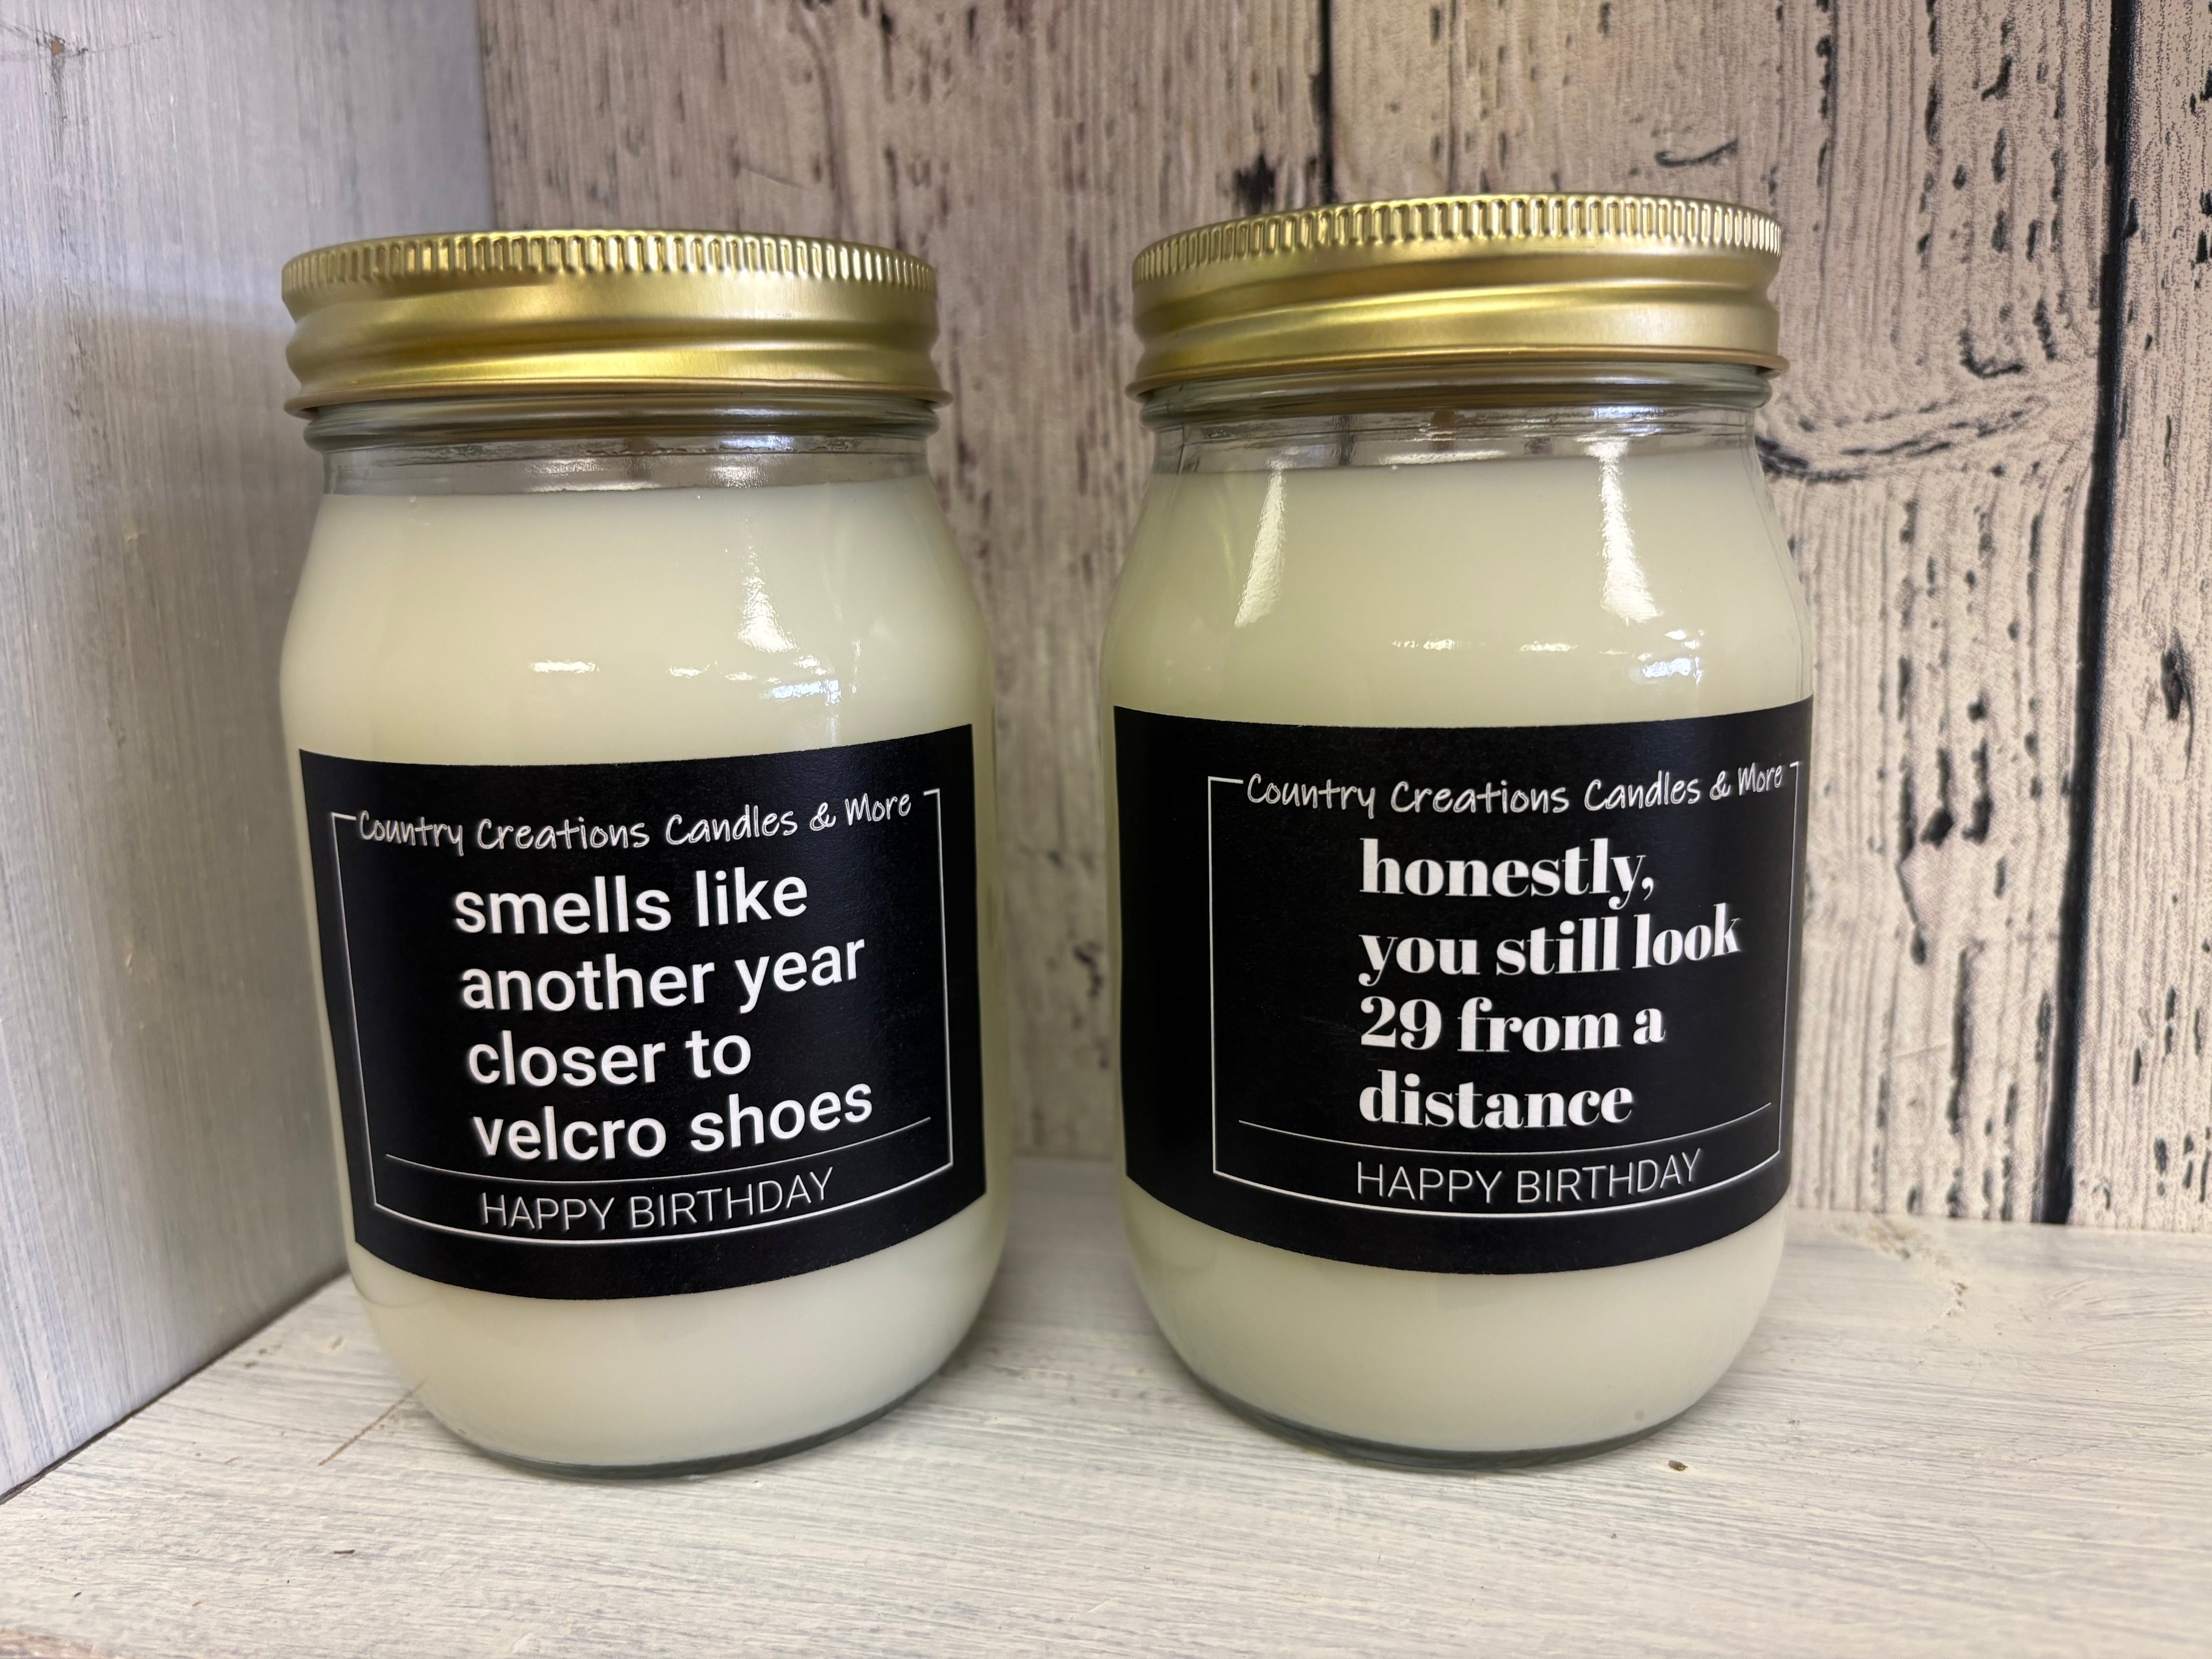 Country Creations Candles & More
smells like
another year
closer to
velcro shoes
HAPPY BIRTHDAY
Country Creations Candles & More
honestly,
you still look
29 from a
distance
HAPPY BIRTHDAY